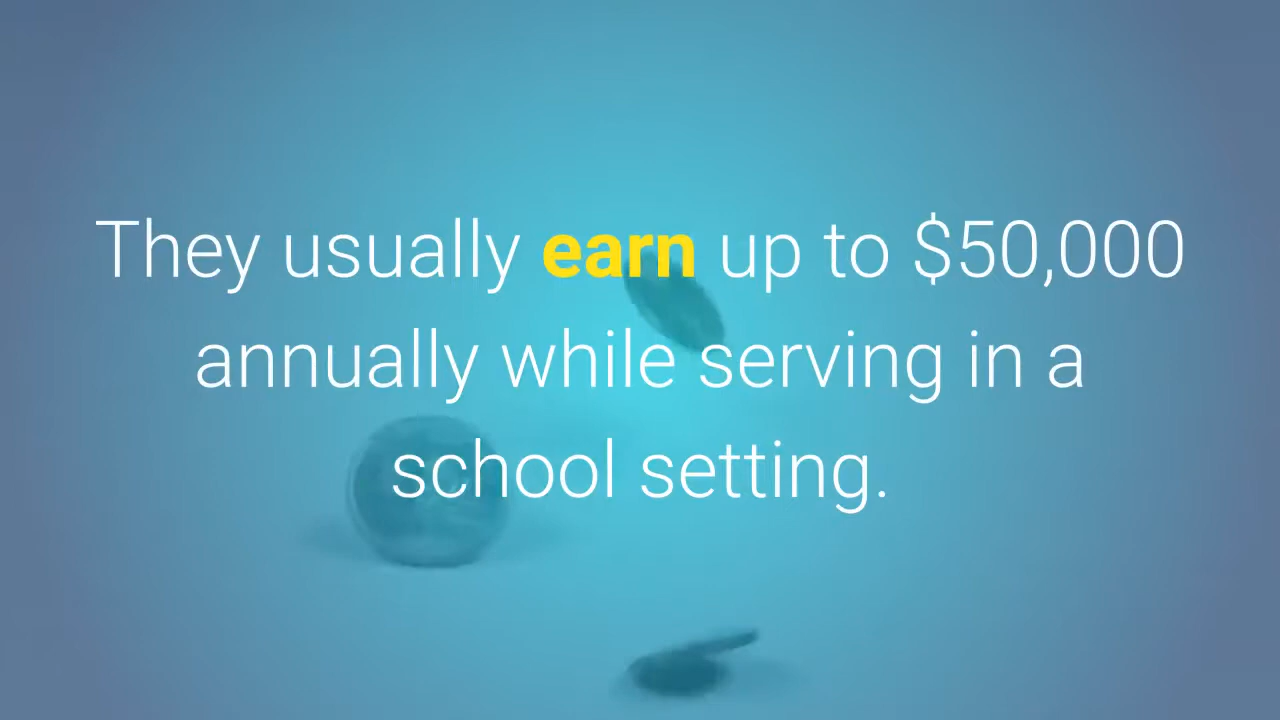 They usually earn up to $50,000
annually while serving in a
school setting.